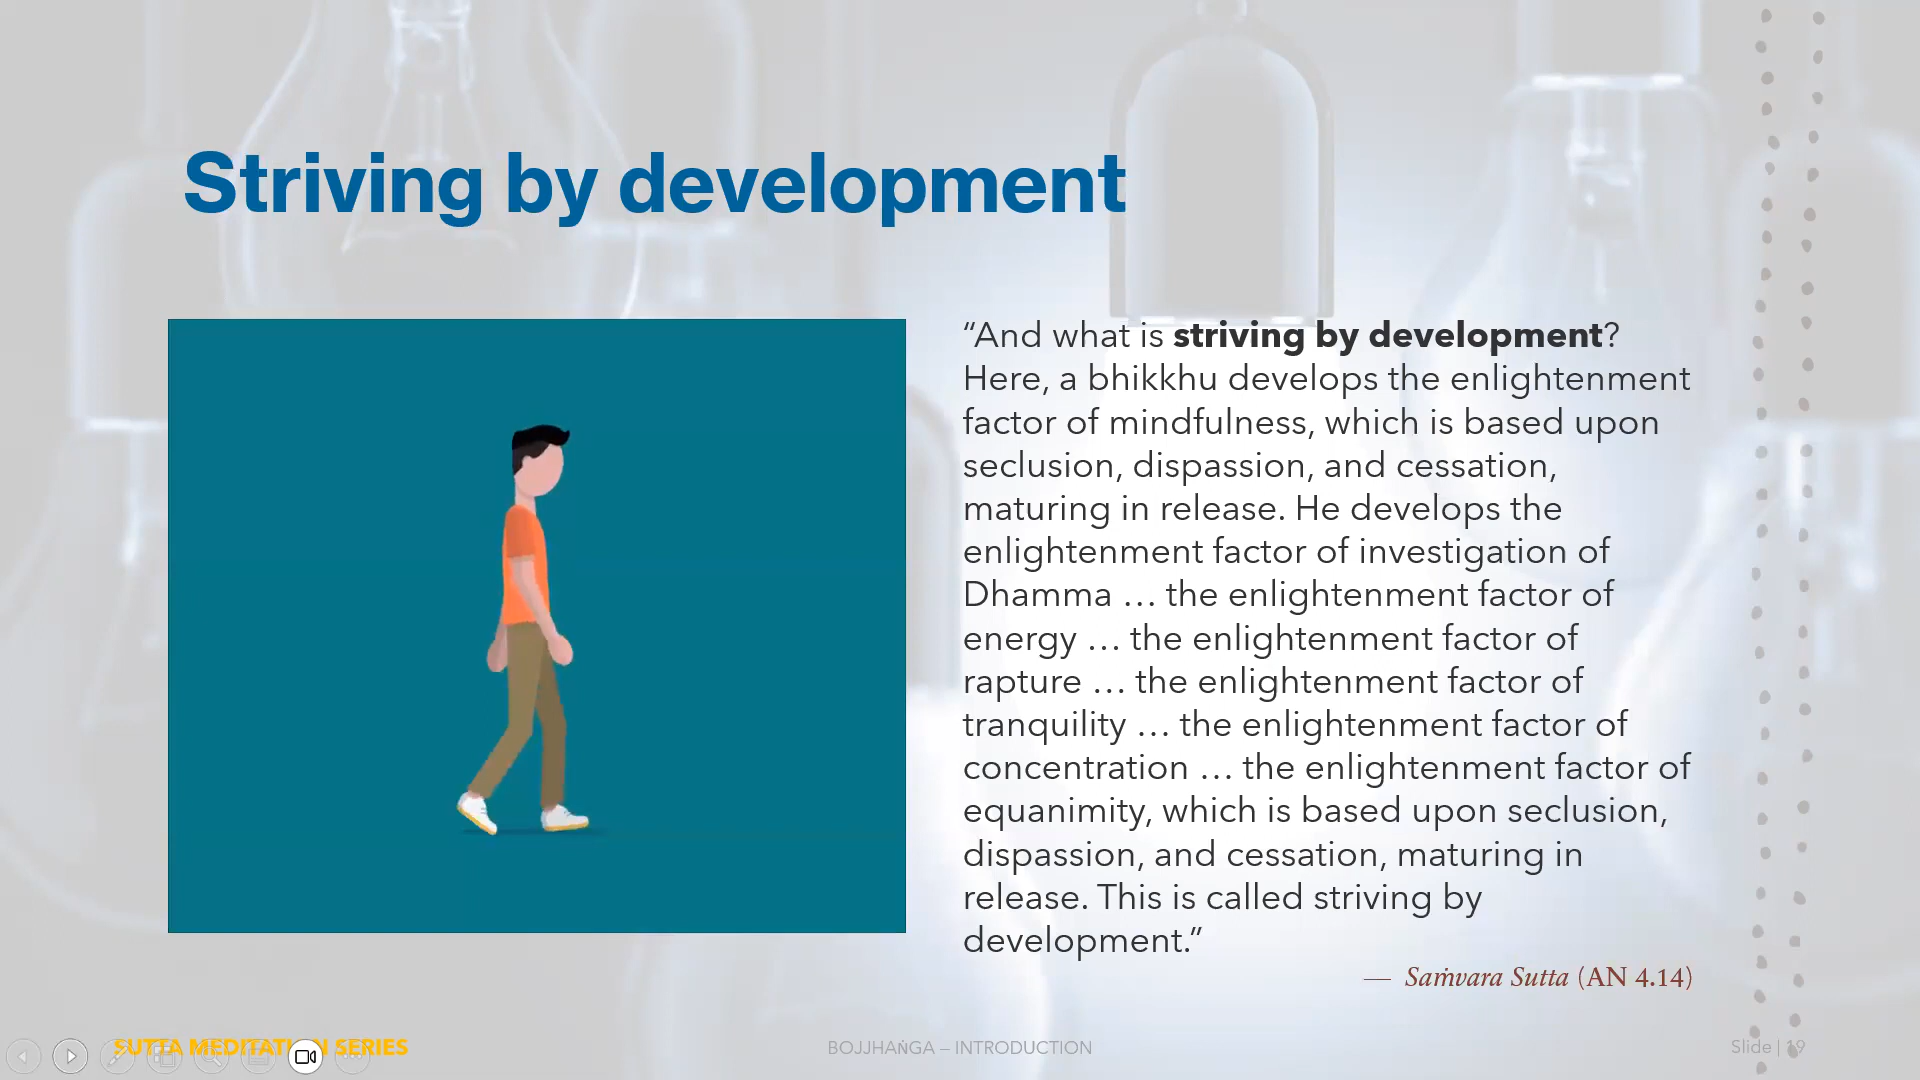 Striving by development
“And what is striving by development?
Here, a bhikkhu develops the enlightenment
factor of mindfulness, which is based upon
seclusion, dispassion, and cessation,
maturing in release. He develops the
enlightenment factor of investigation of
Dhamma … the enlightenment factor of
energy … the enlightenment factor of
rapture … the enlightenment factor of
tranquility … the enlightenment factor of
concentration … the enlightenment factor of
equanimity, which is based upon seclusion,
dispassion, and cessation, maturing in
release. This is called striving by
development.”
— Saṁvara Sutta (AN 4.14)
SUTTA MEDITATION SERIES
BOJJHAṄGA – INTRODUCTION
Slide | 19